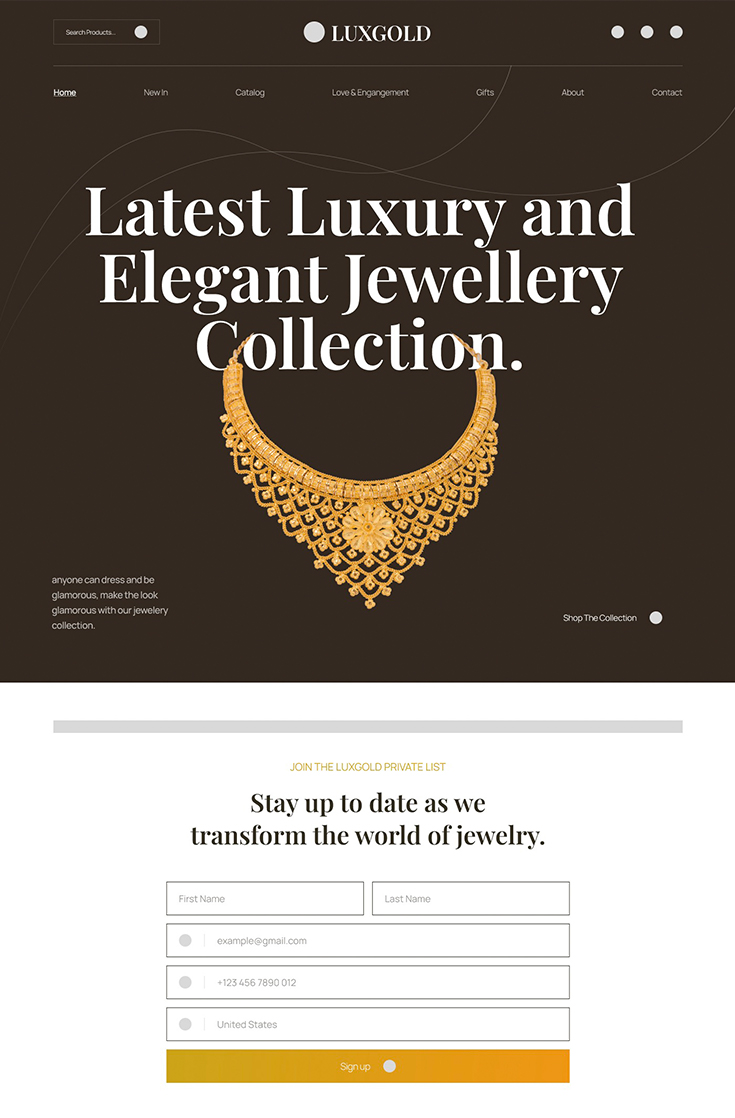 Search Products...
LUXGOLD
Home
New In
Catalog
Love & Engangement
Gifts
About
Contact
Latest Luxury and
Elegant Jewellery
Collection.
anyone can dress and be
glamorous, make the look
glamorous with our jewelery
collection.
Shop The Collection
JOIN THE LUXGOLD PRIVATE LIST
Stay up to date as we
transform the world of jewelry.
First Name
Last Name
example@gmail.com
+123 456 7890 012
United States
Sign up